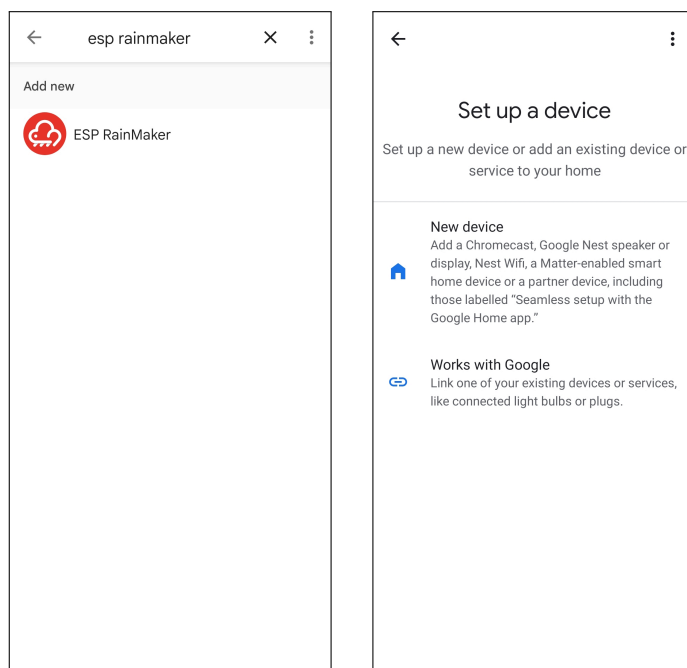 esp rainmaker
Add new
ESP RainMaker
Set up a device
Set up a new device or add an existing device or
service to your home
New device
Add a Chromecast, Google Nest speaker or
display, Nest Wifi, a Matter-enabled smart
home device or a partner device, including
those labelled “Seamless setup with the
Google Home app.”
Works with Google
Link one of your existing devices or services,
like connected light bulbs or plugs.